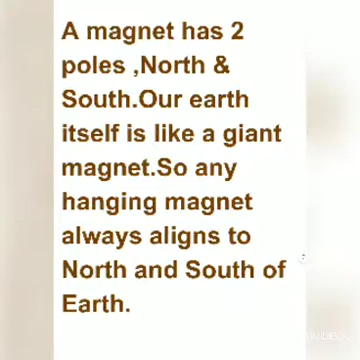 A magnet has 2
poles ,North &
South.Our earth
itself is like a giant
magnet.So any
hanging magnet
always aligns to
North and South of
Earth.